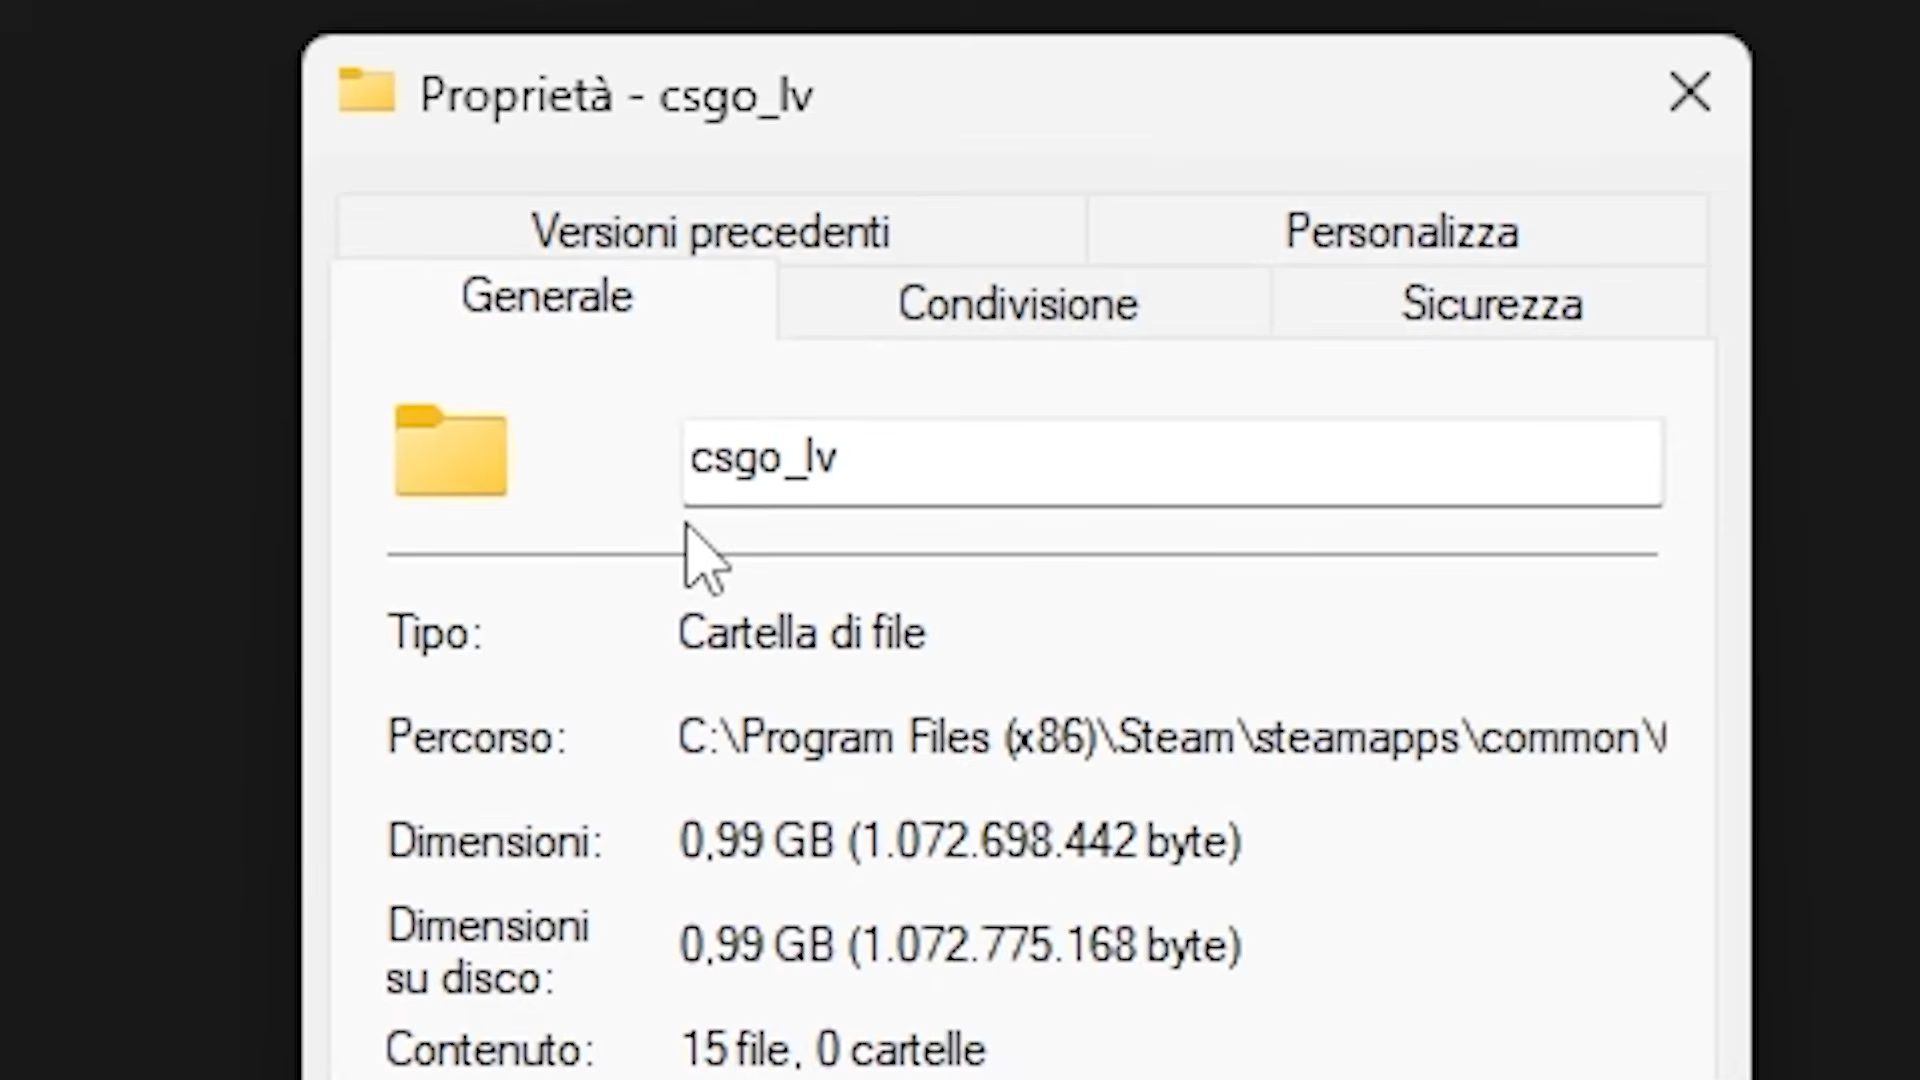 Proprietà - csgo_lv
Versioni precedenti
Personalizza
Generale
Condivisione
Sicurezza
csgo_lv
Tipo:
Cartella di file
Percorso:
C:\Program Files (x86)\Steam\steamapps\common\
Dimensioni:
0,99 GB (1.072.698.442 byte)
Dimensioni
su disco:
0,99 GB (1.072.775.168 byte)
Contenuto:
15 file, 0 cartelle